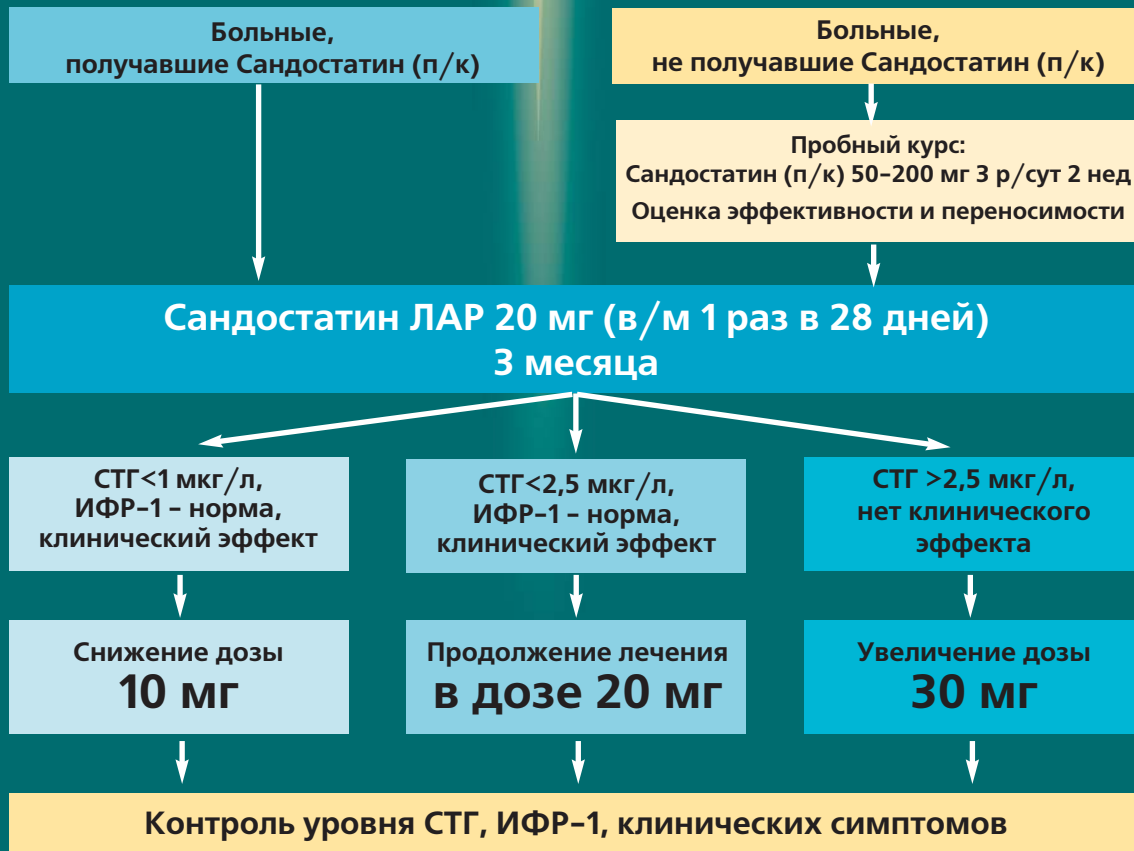 Больные,
получавшие Сандостатин (п/к)
Больные,
не получавшие Сандостатин (п/к)
Пробный курс:
Сандостатин (п/к) 50–200 мг 3 р/сут 2 нед
Оценка эффективности и переносимости
Сандостатин ЛАР 20 мг (в/м 1 раз в 28 дней)
3 месяца
СТГ<1 мкг/л,
ИФР–1 – норма,
клинический эффект
СТГ<2,5 мкг/л,
ИФР–1 – норма,
клинический эффект
СТГ >2,5 мкг/л,
нет клинического
эффекта
Снижение дозы
10 мг
Продолжение лечения
в дозе 20 мг
Увеличение дозы
30 мг
Контроль уровня СТГ, ИФР–1, клинических симптомов